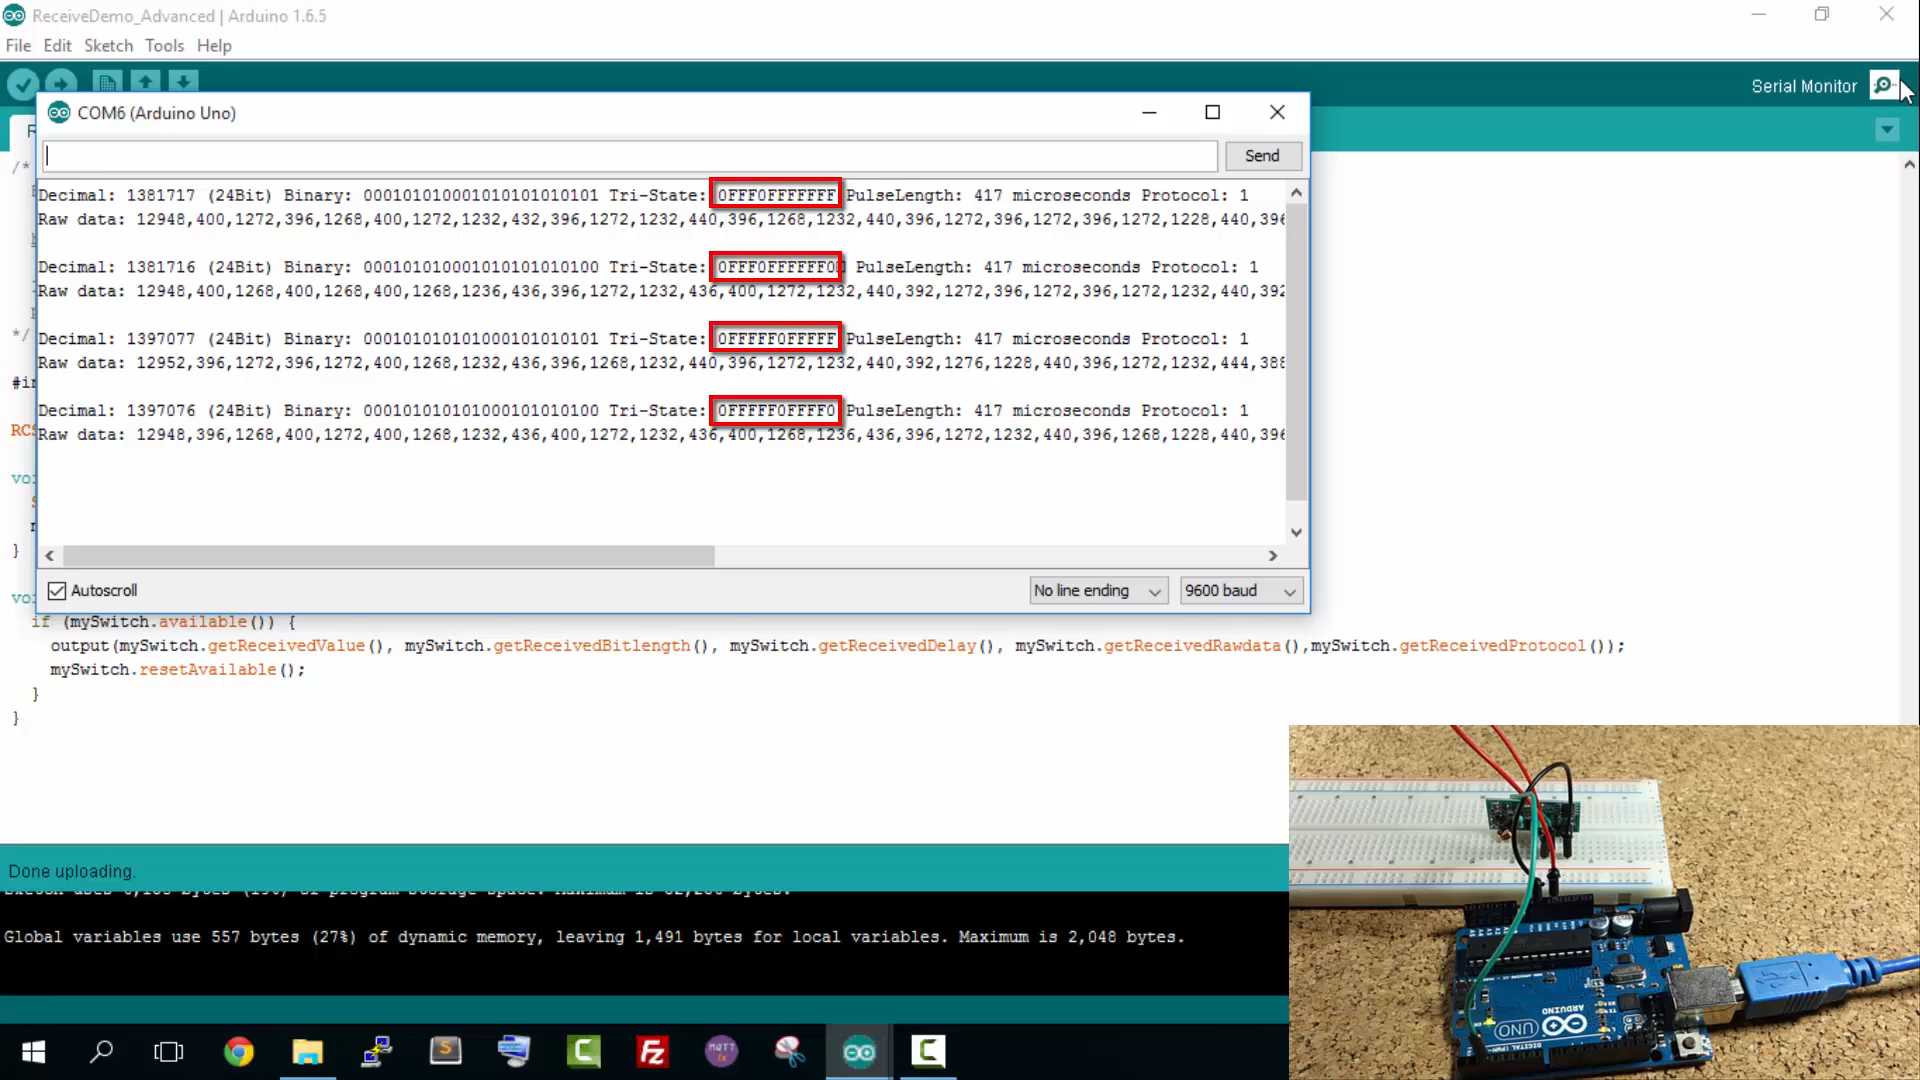 ReceiveDemo_Advanced | Arduino 1.6.5
File Edit Sketch Tools Help
Serial Monitor
COM6 (Arduino Uno)
Send
Decimal: 1381717 (24Bit) Binary: 000101010001010101010101 Tri-State: 0FFF0FFFFFFF PulseLength: 417 microseconds Protocol: 1
Raw data: 12948,400,1272,396,1268,400,1272,1232,432,396,1272,1232,440,396,1268,1232,440,396,1272,396,1272,396,1272,1228,440,396
Decimal: 1381716 (24Bit) Binary: 000101010001010101010100 Tri-State: 0FFF0FFFFFF0 PulseLength: 417 microseconds Protocol: 1
Raw data: 12948,400,1268,400,1268,400,1268,1236,436,396,1272,1232,436,400,1272,1232,440,392,1272,396,1272,396,1272,1232,440,392
Decimal: 1397077 (24Bit) Binary: 000101010101000101010101 Tri-State: 0FFFFF0FFFFF PulseLength: 417 microseconds Protocol: 1
Raw data: 12952,396,1272,396,1272,400,1268,1232,436,396,1268,1232,440,396,1272,1232,440,392,1276,1228,440,396,1272,1232,444,388
Decimal: 1397076 (24Bit) Binary: 000101010101000101010100 Tri-State: 0FFFFF0FFFF0 PulseLength: 417 microseconds Protocol: 1
Raw data: 12948,396,1268,400,1272,400,1268,1232,436,400,1272,1232,436,400,1268,1236,436,396,1272,1232,440,396,1268,1228,440,396
Autoscroll
No line ending
9600 baud
/*
*/
#in
RCS
vo
}
vo
if (mySwitch.available()) {
output(mySwitch.getReceivedValue(), mySwitch.getReceivedBitlength(), mySwitch.getReceivedDelay(), mySwitch.getReceivedRawdata(),mySwitch.getReceivedProtocol());
mySwitch.resetAvailable();
}
}
Done uploading.
Global variables use 557 bytes (27%) of dynamic memory, leaving 1,491 bytes for local variables. Maximum is 2,048 bytes.
UNO
ARDUINO